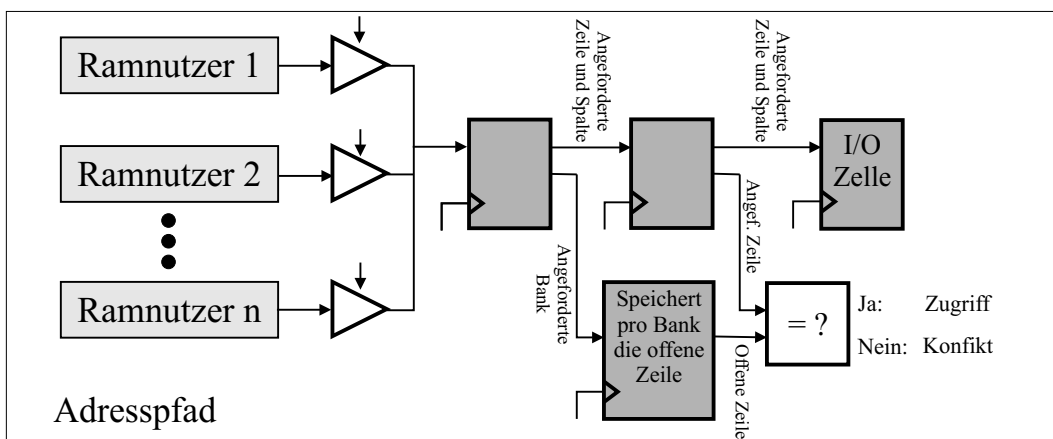 Ramnutzer 1
Ramnutzer 2
Ramnutzer n
Angeforderte
Zeile und Spalte
Angeforderte
Zeile und Spalte
I/O
Zelle
Angeforderte
Bank
Angef. Zeile
Speichert
pro Bank
die offene
Zeile
Offene Zeile
= ?
Ja: Zugriff
Nein: Konfikt
Adresspfad